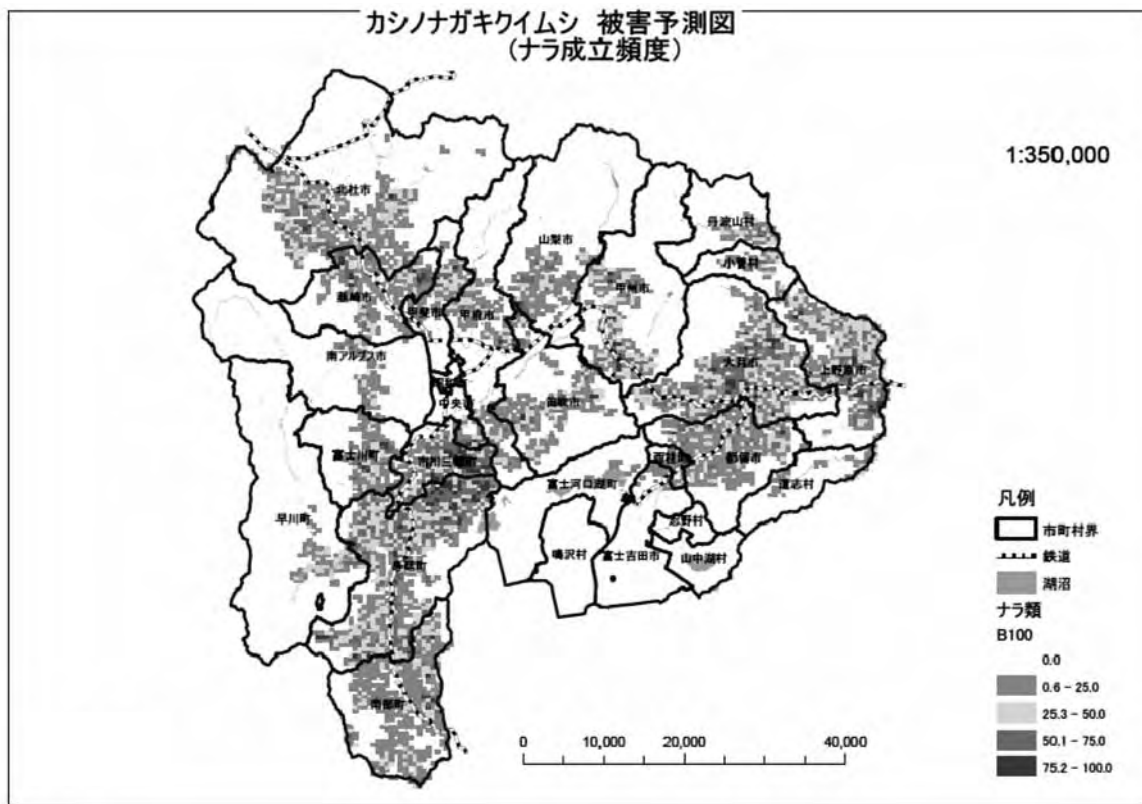 カシノナガキクイムシ 被害予測図
(ナラ成立頻度)
1:350,000
北杜市
丹波山村
山梨市
小菅村
甲州市
韮崎市
甲斐市
甲府市
南アルプス市
大月市
上野原市
中央市
笛吹市
富士川町
市川三郷町
西桂町
都留市
富士河口湖町
道志村
早川町
忍野村
鳴沢村
富士吉田市
山中湖村
身延町
南部町
凡例
市町村界
鉄道
湖沼
ナラ類
B100
0.0
0.6 - 25.0
25.3 - 50.0
50.1 - 75.0
75.2 - 100.0
0 10,000 20,000 40,000